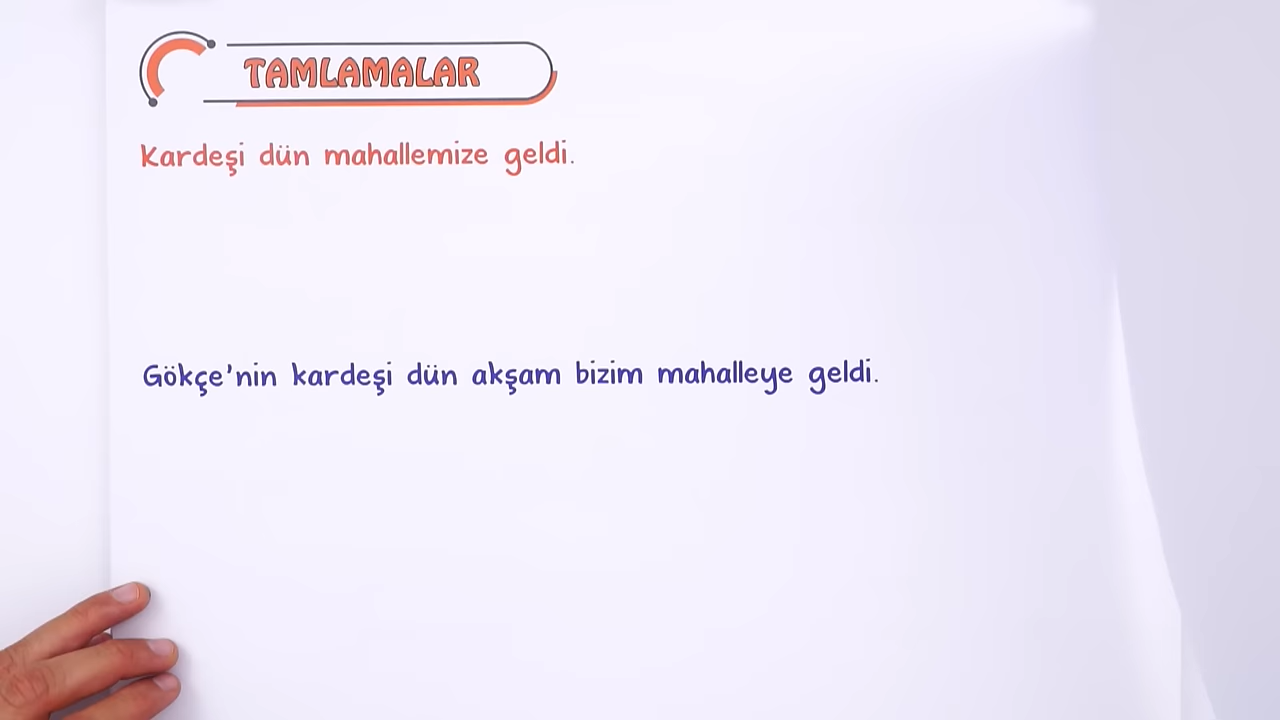 TAMLAMALAR
Kardeşi dün mahallemize geldi.
Gökçe'nin kardeşi dün akşam bizim mahalleye geldi.